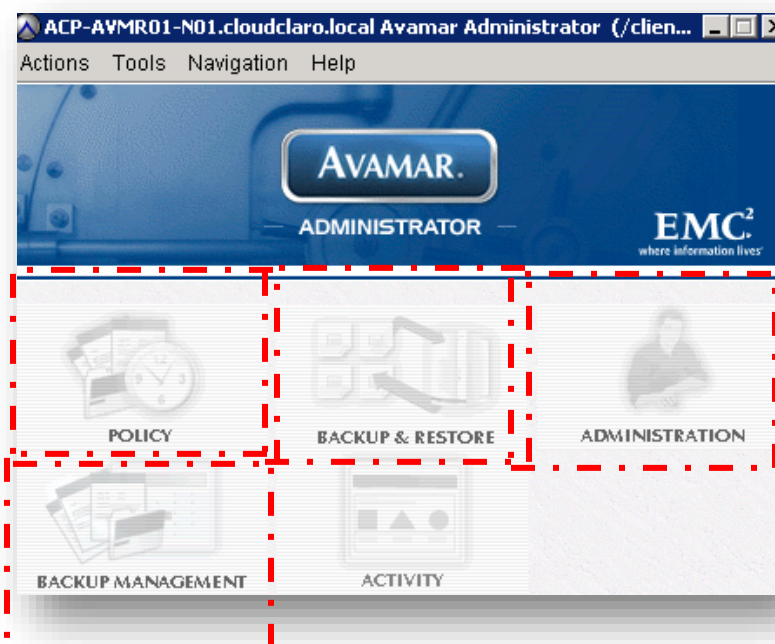 ACP-AVMR01-N01.cloudclaro.local Avamar Administrator (/clien...
Actions Tools Navigation Help
AVAMAR.
ADMINISTRATOR
EMC²
where information lives®
POLICY
BACKUP & RESTORE
ADMINISTRATION
BACKUP MANAGEMENT
ACTIVITY